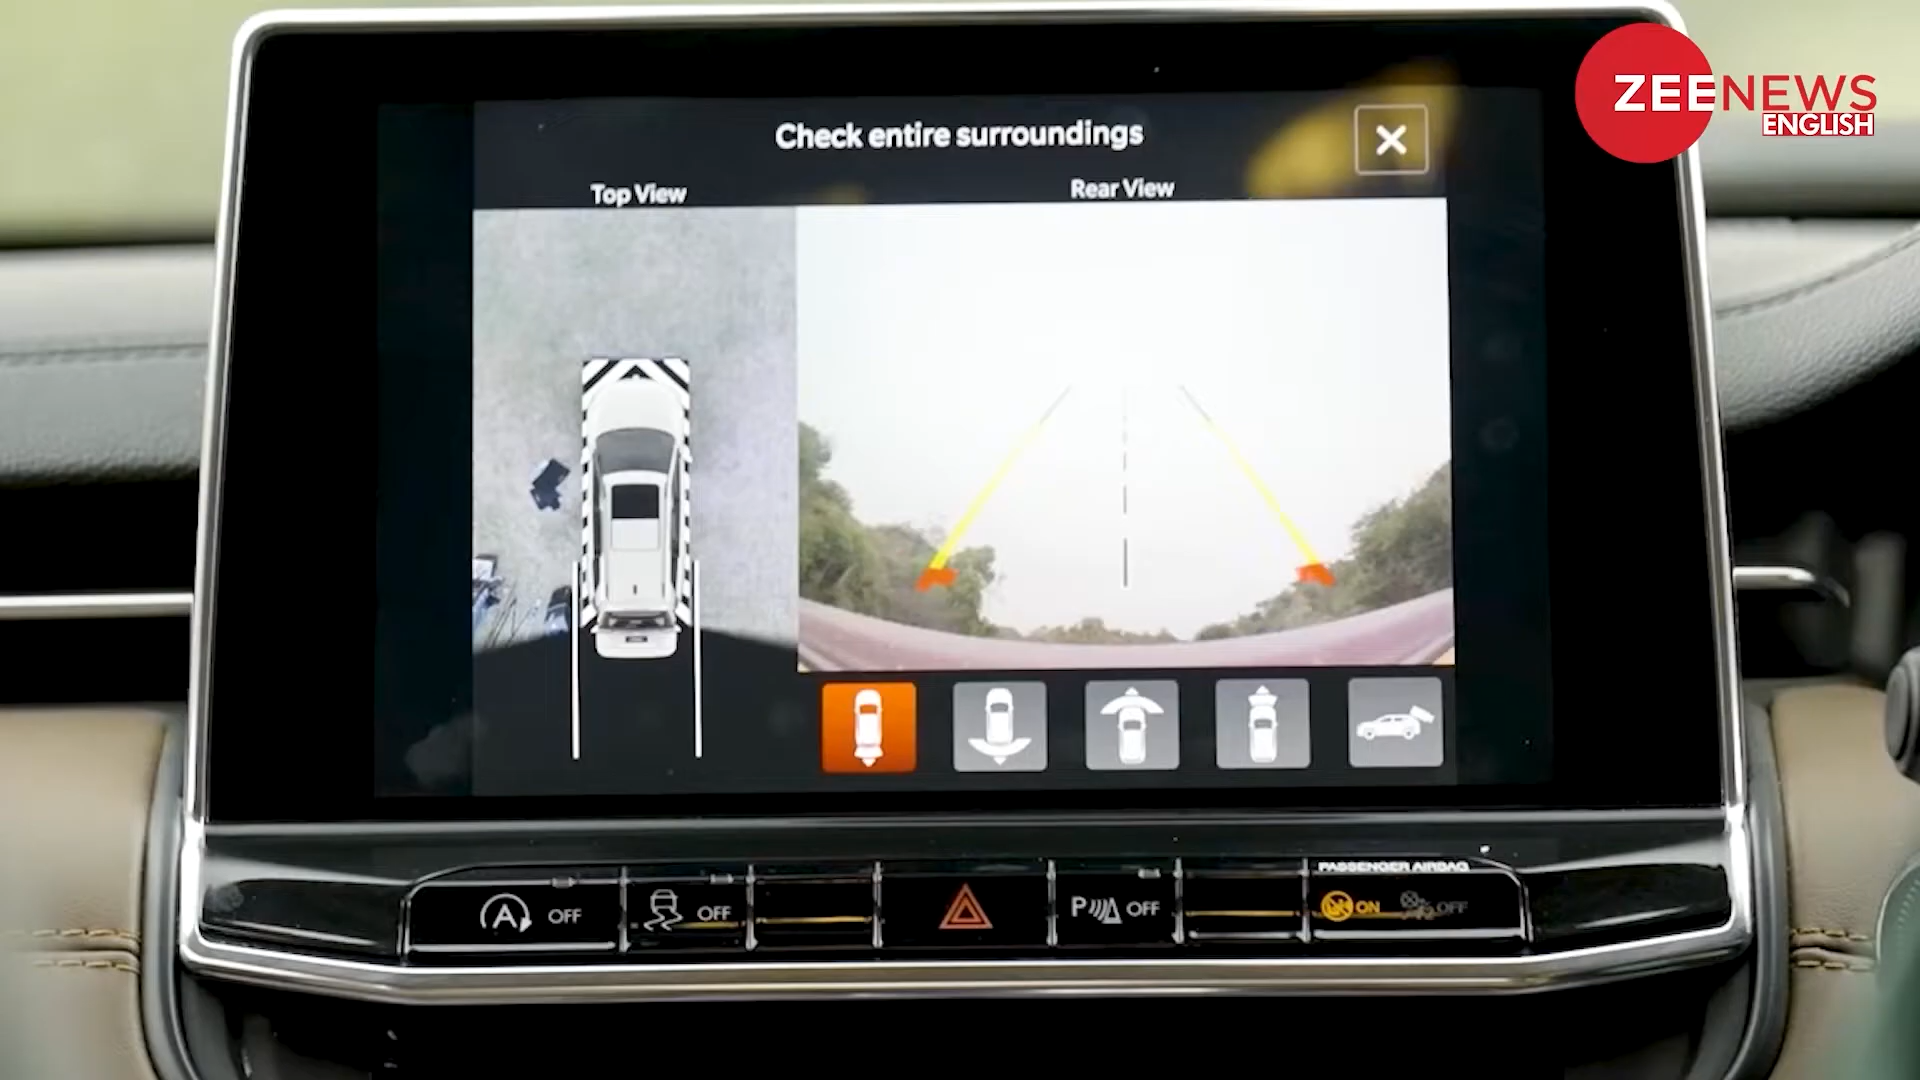 ZEENEWS
ENGLISH
Check entire surroundings
Top View
Rear View
A OFF
OFF
P OFF
PASSENGER AIRBAG
ON
OFF